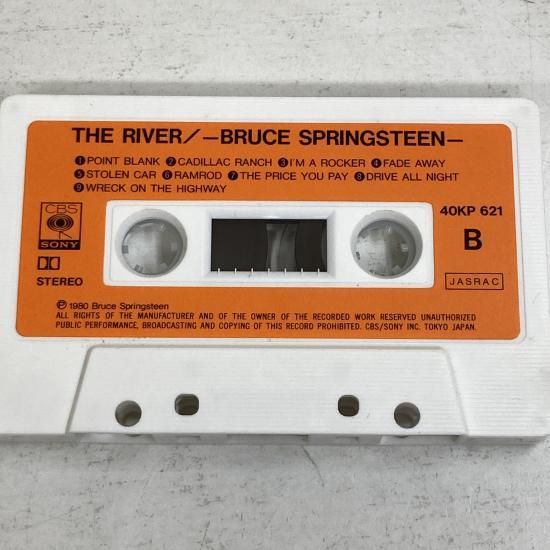 THE RIVER/—BRUCE SPRINGSTEEN—
❶POINT BLANK ❷CADILLAC RANCH ❸I'M A ROCKER ❹FADE AWAY
❺STOLEN CAR ❻RAMROD ❼THE PRICE YOU PAY ❽DRIVE ALL NIGHT
❾WRECK ON THE HIGHWAY
CBS
SONY
40KP 621
B
STEREO
JASRAC
Ⓟ1980 Bruce Springsteen
ALL RIGHTS OF THE MANUFACTURER AND OF THE OWNER OF THE RECORDED WORK RESERVED UNAUTHORIZED
PUBLIC PERFORMANCE, BROADCASTING AND COPYING OF THIS RECORD PROHIBITED. CBS/SONY INC. TOKYO JAPAN.